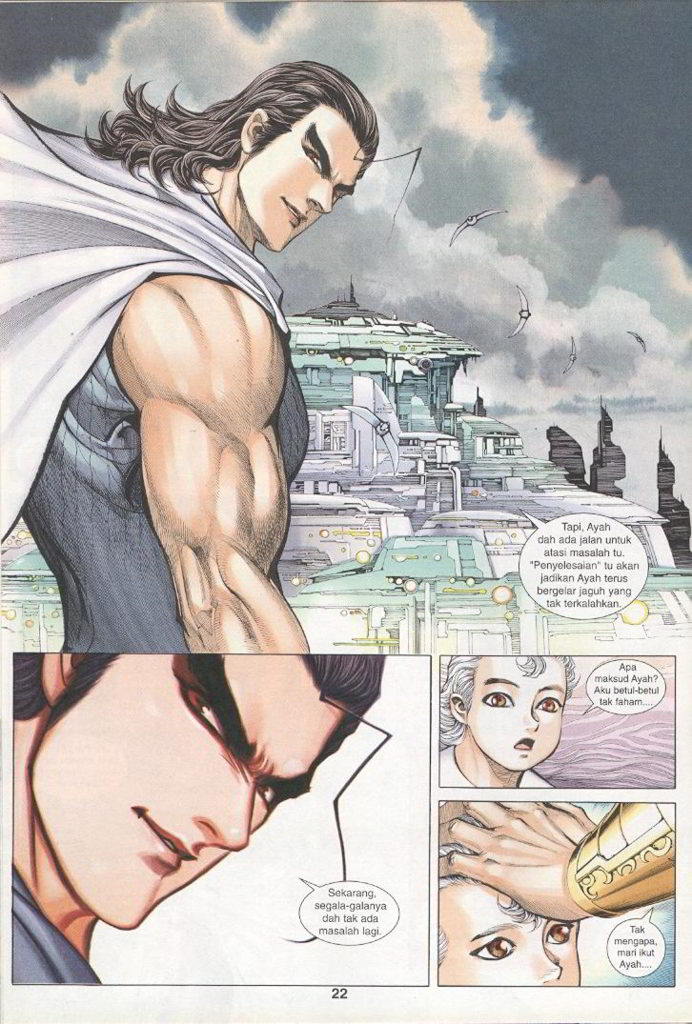 Tapi, Ayah
dah ada jalan untuk
atasi masalah tu.
"Penyelesaian" tu akan
jadikan Ayah terus
bergelar jaguh yang
tak terkalahkan.
Sekarang,
segala-galanya
dah tak ada
masalah lagi.
Apa
maksud Ayah?
Aku betul-betul
tak faham....
Tak
mengapa,
mari ikut
Ayah....
22